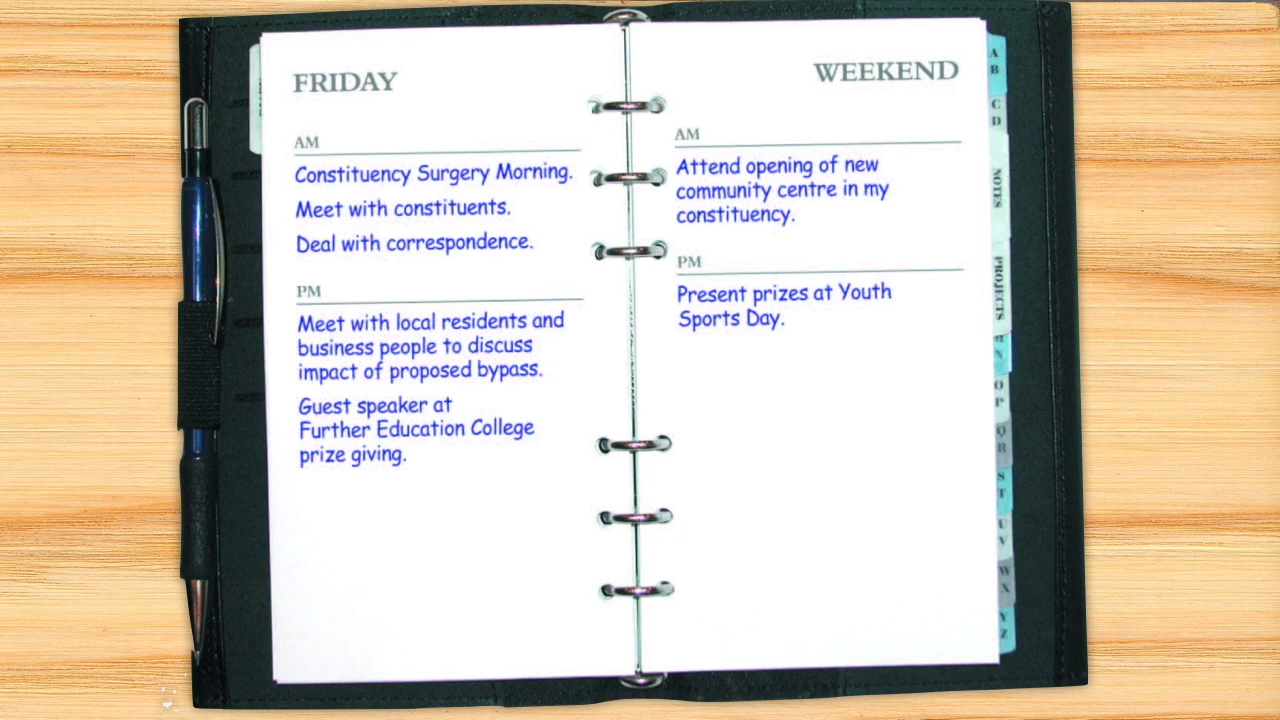 FRIDAY
AM
Constituency Surgery Morning.
Meet with constituents.
Deal with correspondence.
PM
Meet with local residents and
business people to discuss
impact of proposed bypass.
Guest speaker at
Further Education College
prize giving.
WEEKEND
AM
Attend opening of new
community centre in my
constituency.
PM
Present prizes at Youth
Sports Day.
A
B
C
D
NOTES
PROJECTS
N
O
P
Q
R
S
T
U
V
W
X
Y
Z